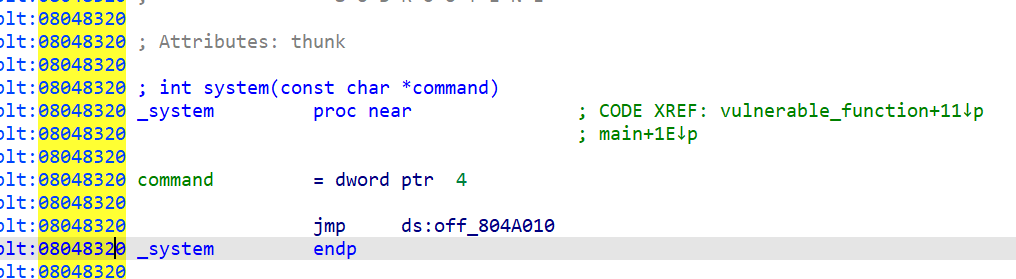 plt:08048320 ; S U B R O U T I N E
plt:08048320
plt:08048320 ; Attributes: thunk
plt:08048320
plt:08048320 ; int system(const char *command)
plt:08048320 _system proc near ; CODE XREF: vulnerable_function+11↓p
plt:08048320 ; main+1E↓p
plt:08048320
plt:08048320 command = dword ptr 4
plt:08048320
plt:08048320 jmp ds:off_804A010
plt:08048320 _system endp
plt:08048320